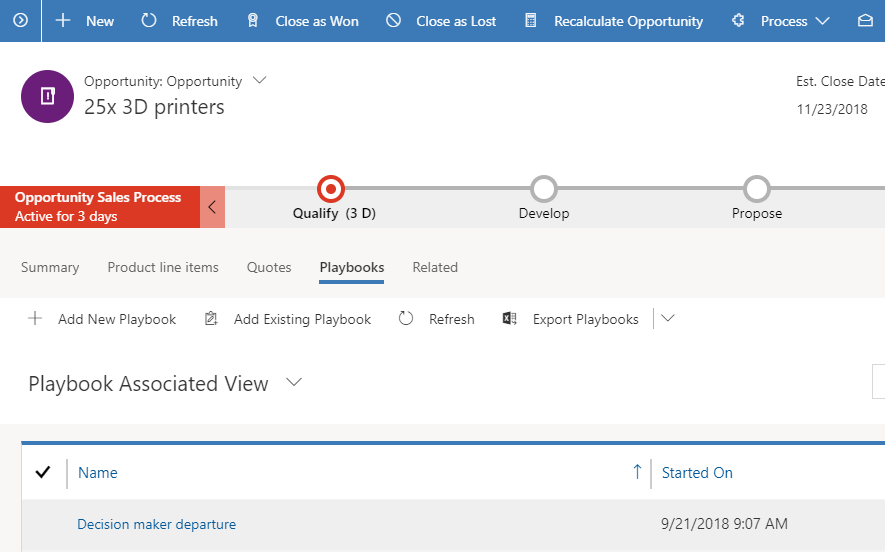 New Refresh Close as Won Close as Lost Recalculate Opportunity Process
Opportunity: Opportunity
25x 3D printers
Est. Close Date
11/23/2018
Opportunity Sales Process
Active for 3 days
Qualify (3 D) Develop Propose
Summary Product line items Quotes Playbooks Related
Add New Playbook Add Existing Playbook Refresh Export Playbooks
Playbook Associated View
Name Started On
Decision maker departure 9/21/2018 9:07 AM